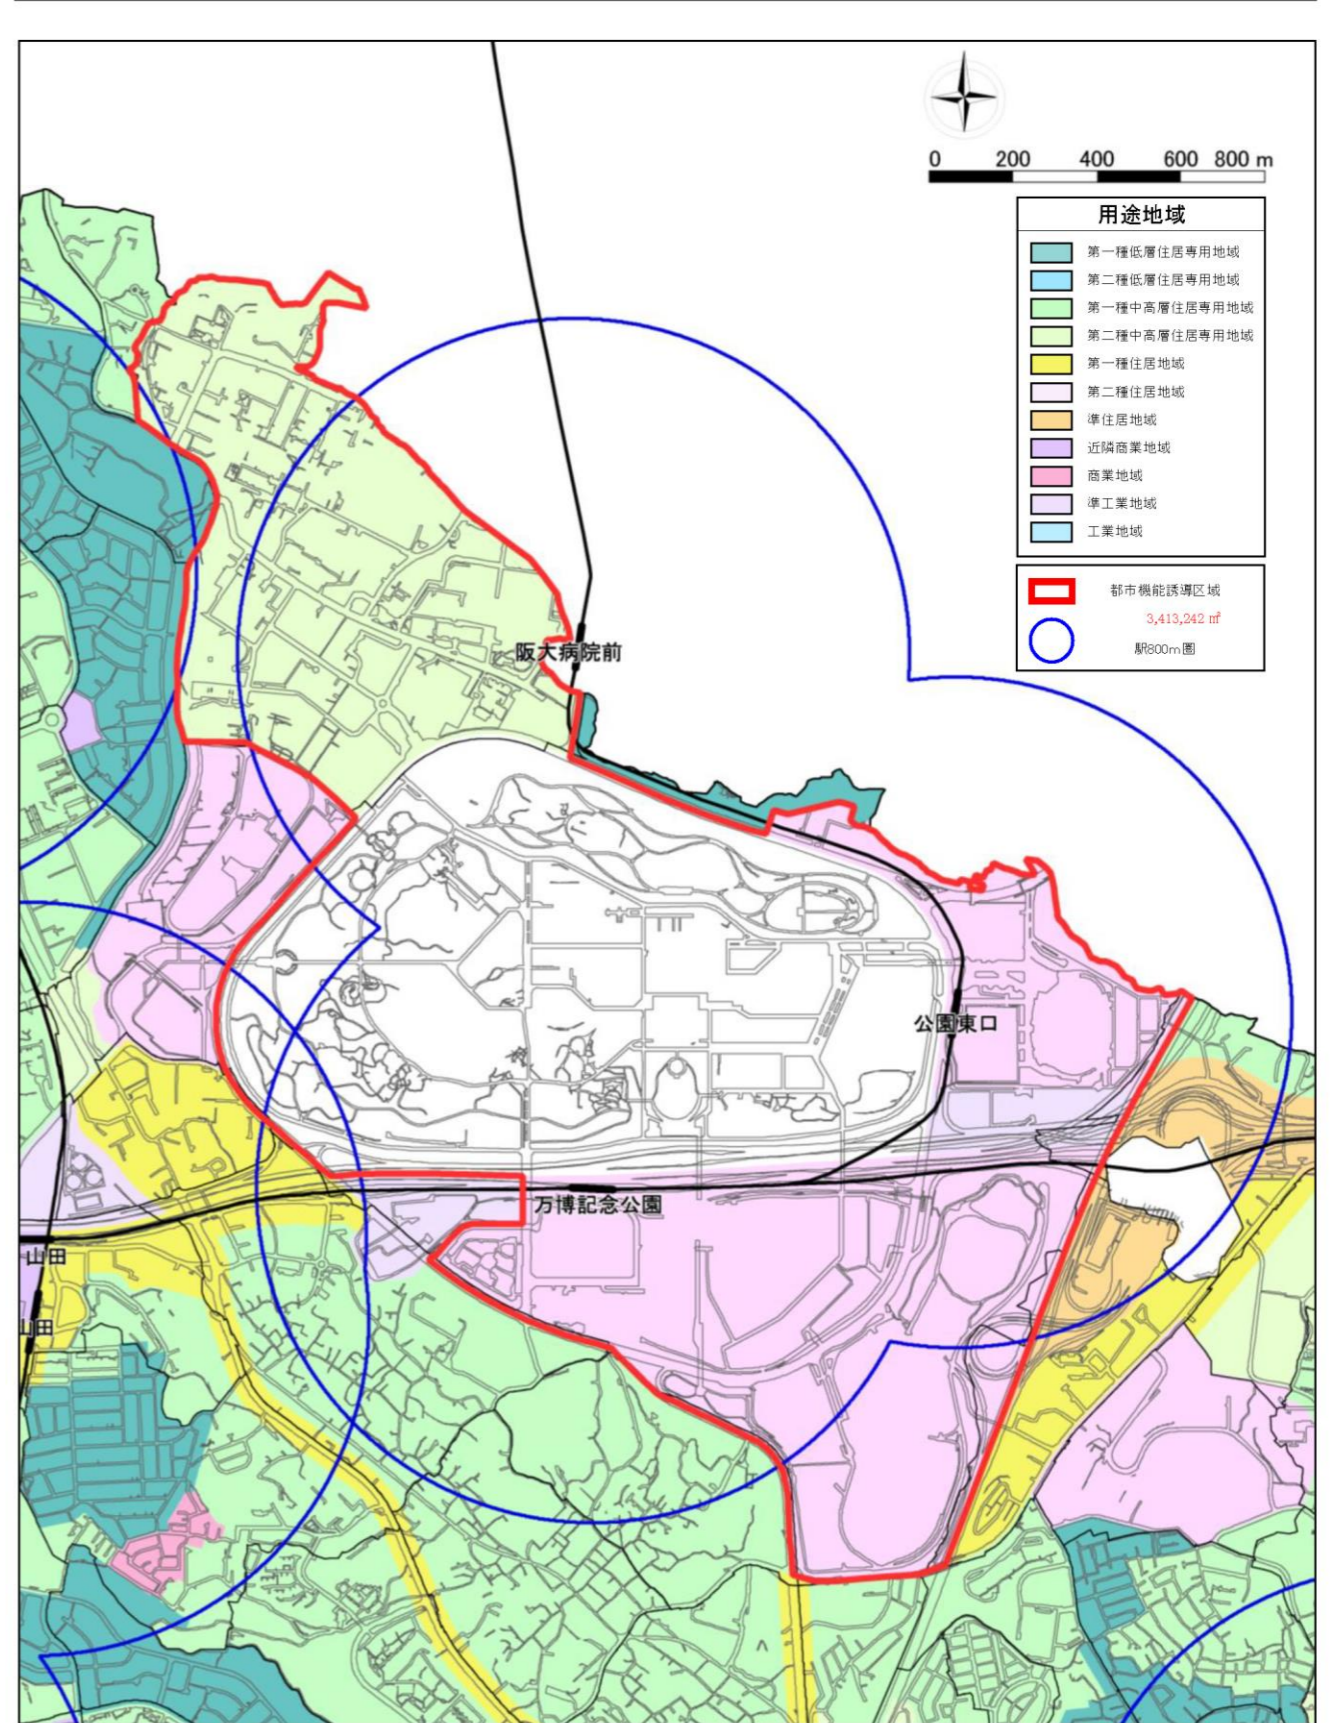 0 200 400 600 800 m
用途地域
第一種低層住居専用地域
第二種低層住居専用地域
第一種中高層住居専用地域
第二種中高層住居専用地域
第一種住居地域
第二種住居地域
準住居地域
近隣商業地域
商業地域
準工業地域
工業地域
都市機能誘導区域
3,413,242 ㎡
駅800m圏
阪大病院前
公園東口
万博記念公園
山田
山田